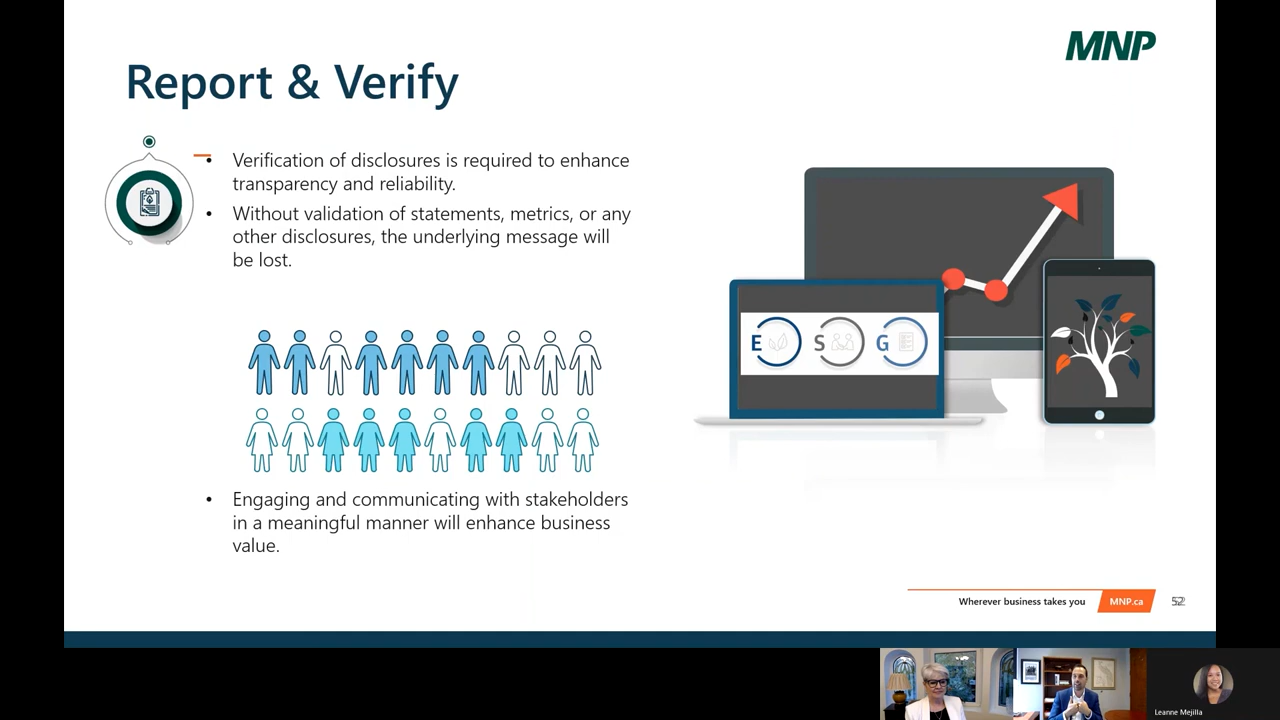 MNP
Report & Verify
• Verification of disclosures is required to enhance
transparency and reliability.
• Without validation of statements, metrics, or any
other disclosures, the underlying message will
be lost.
E S G
• Engaging and communicating with stakeholders
in a meaningful manner will enhance business
value.
Wherever business takes you MNP.ca
Leanne Mejilla